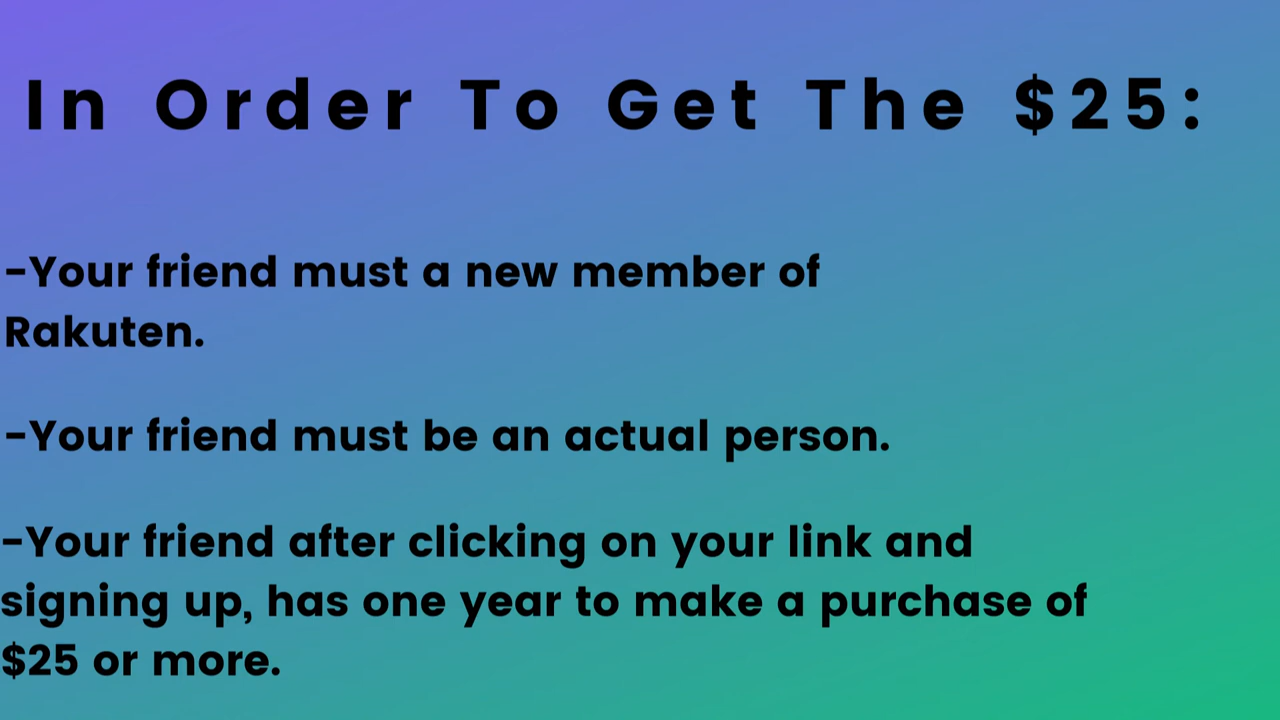 In Order To Get The $25:
-Your friend must a new member of
Rakuten.
-Your friend must be an actual person.
-Your friend after clicking on your link and
signing up, has one year to make a purchase of
$25 or more.